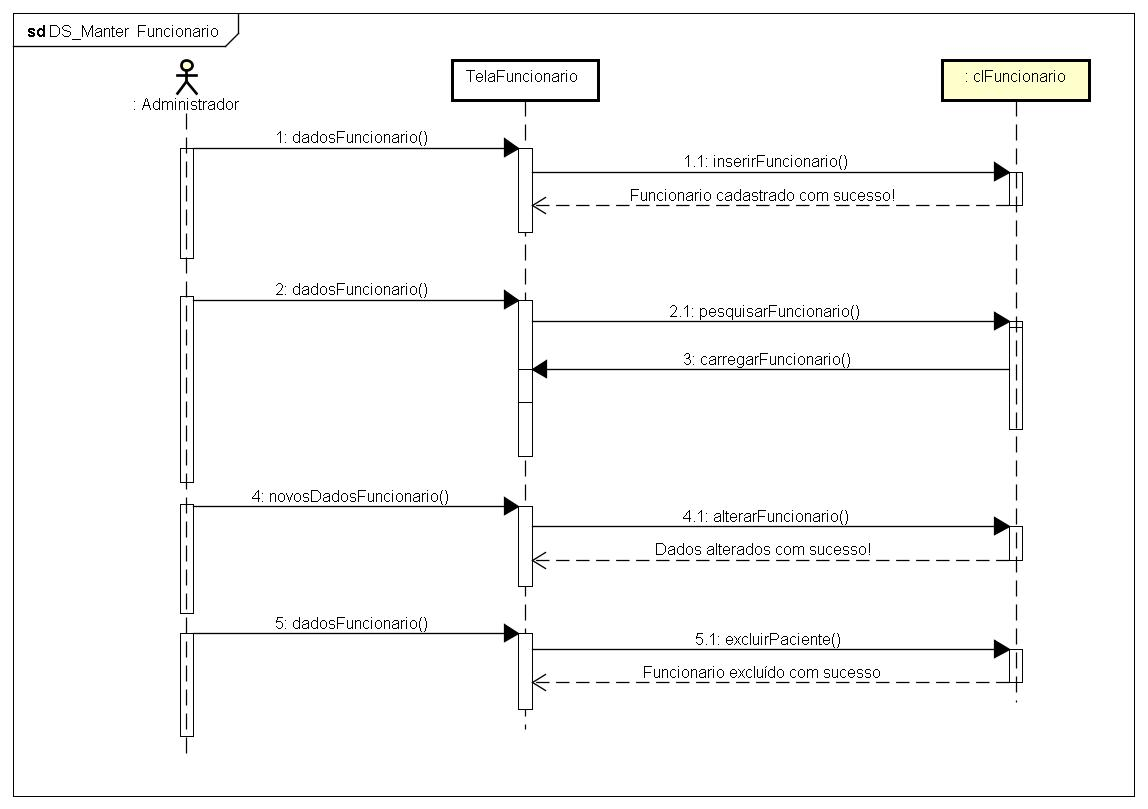 sd DS_Manter Funcionario
: Administrador
TelaFuncionario
: clFuncionario
1: dadosFuncionario()
1.1: inserirFuncionario()
Funcionario cadastrado com sucesso!
2: dadosFuncionario()
2.1: pesquisarFuncionario()
3: carregarFuncionario()
4: novosDadosFuncionario()
4.1: alterarFuncionario()
Dados alterados com sucesso!
5: dadosFuncionario()
5.1: excluirPaciente()
Funcionario excluído com sucesso